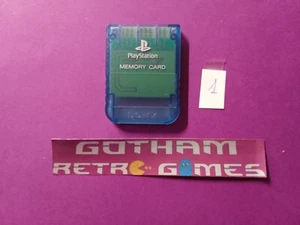 PlayStation
MEMORY CARD
1
GOTHAM
RETRO GAMES